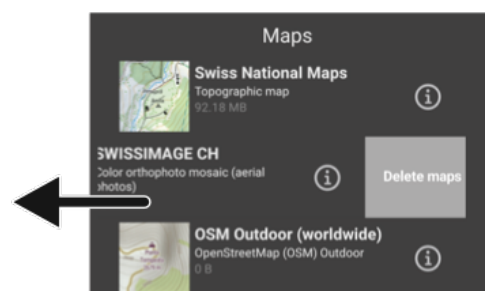 Maps
Swiss National Maps
Topographic map
92.18 MB
SWISSIMAGE CH
Color orthophoto mosaic (aerial
photos)
Delete maps
OSM Outdoor (worldwide)
OpenStreetMap (OSM) Outdoor
0 B